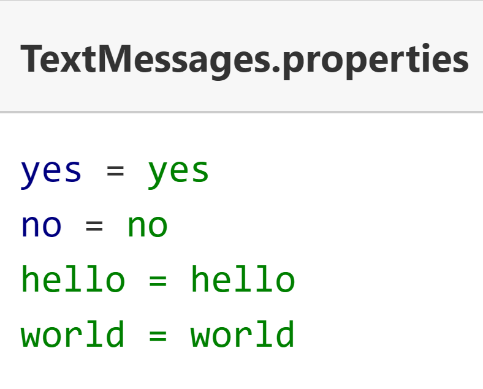 TextMessages.properties
yes = yes
no = no
hello = hello
world = world